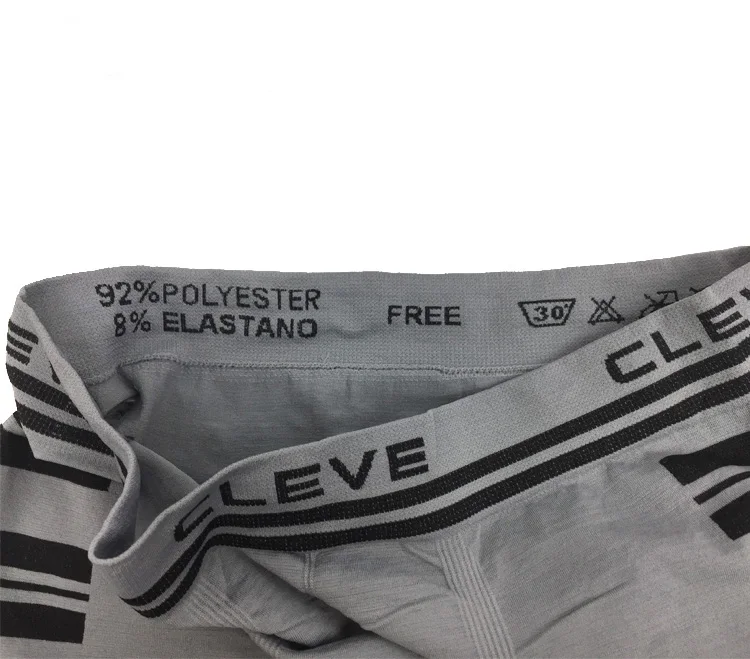 92% POLYESTER
8% ELASTANO
FREE
30°
CLEVE
CLEVE